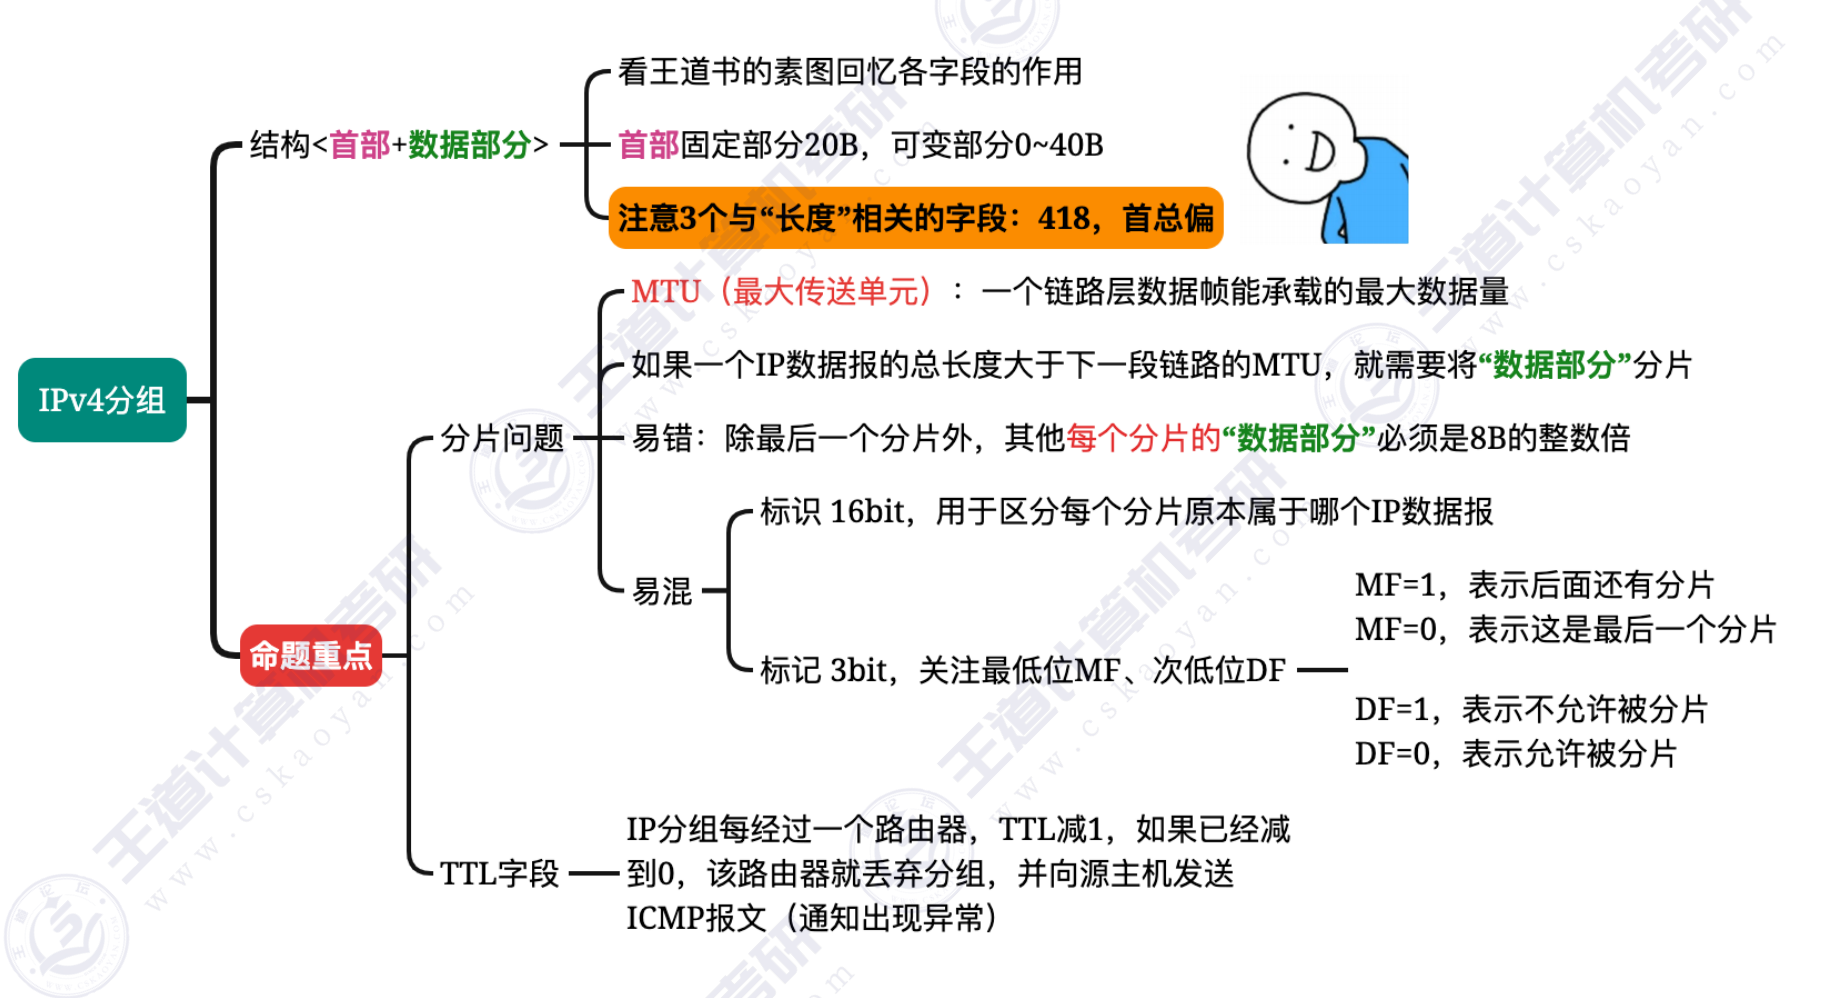 看王道书的素图回忆各字段的作用
结构<首部+数据部分>
首部固定部分20B，可变部分0~40B
注意3个与“长度”相关的字段：418，首总偏
MTU（最大传送单元）：一个链路层数据帧能承载的最大数据量
如果一个IP数据报的总长度大于下一段链路的MTU，就需要将“数据部分”分片
IPv4分组
分片问题
易错：除最后一个分片外，其他每个分片的“数据部分”必须是8B的整数倍
标识 16bit，用于区分每个分片原本属于哪个IP数据报
易混
MF=1，表示后面还有分片
MF=0，表示这是最后一个分片
命题重点
标记 3bit，关注最低位MF、次低位DF
DF=1，表示不允许被分片
DF=0，表示允许被分片
TTL字段
IP分组每经过一个路由器，TTL减1，如果已经减
到0，该路由器就丢弃分组，并向源主机发送
ICMP报文（通知出现异常）
王道计算机考研
www.cskaoyan.com